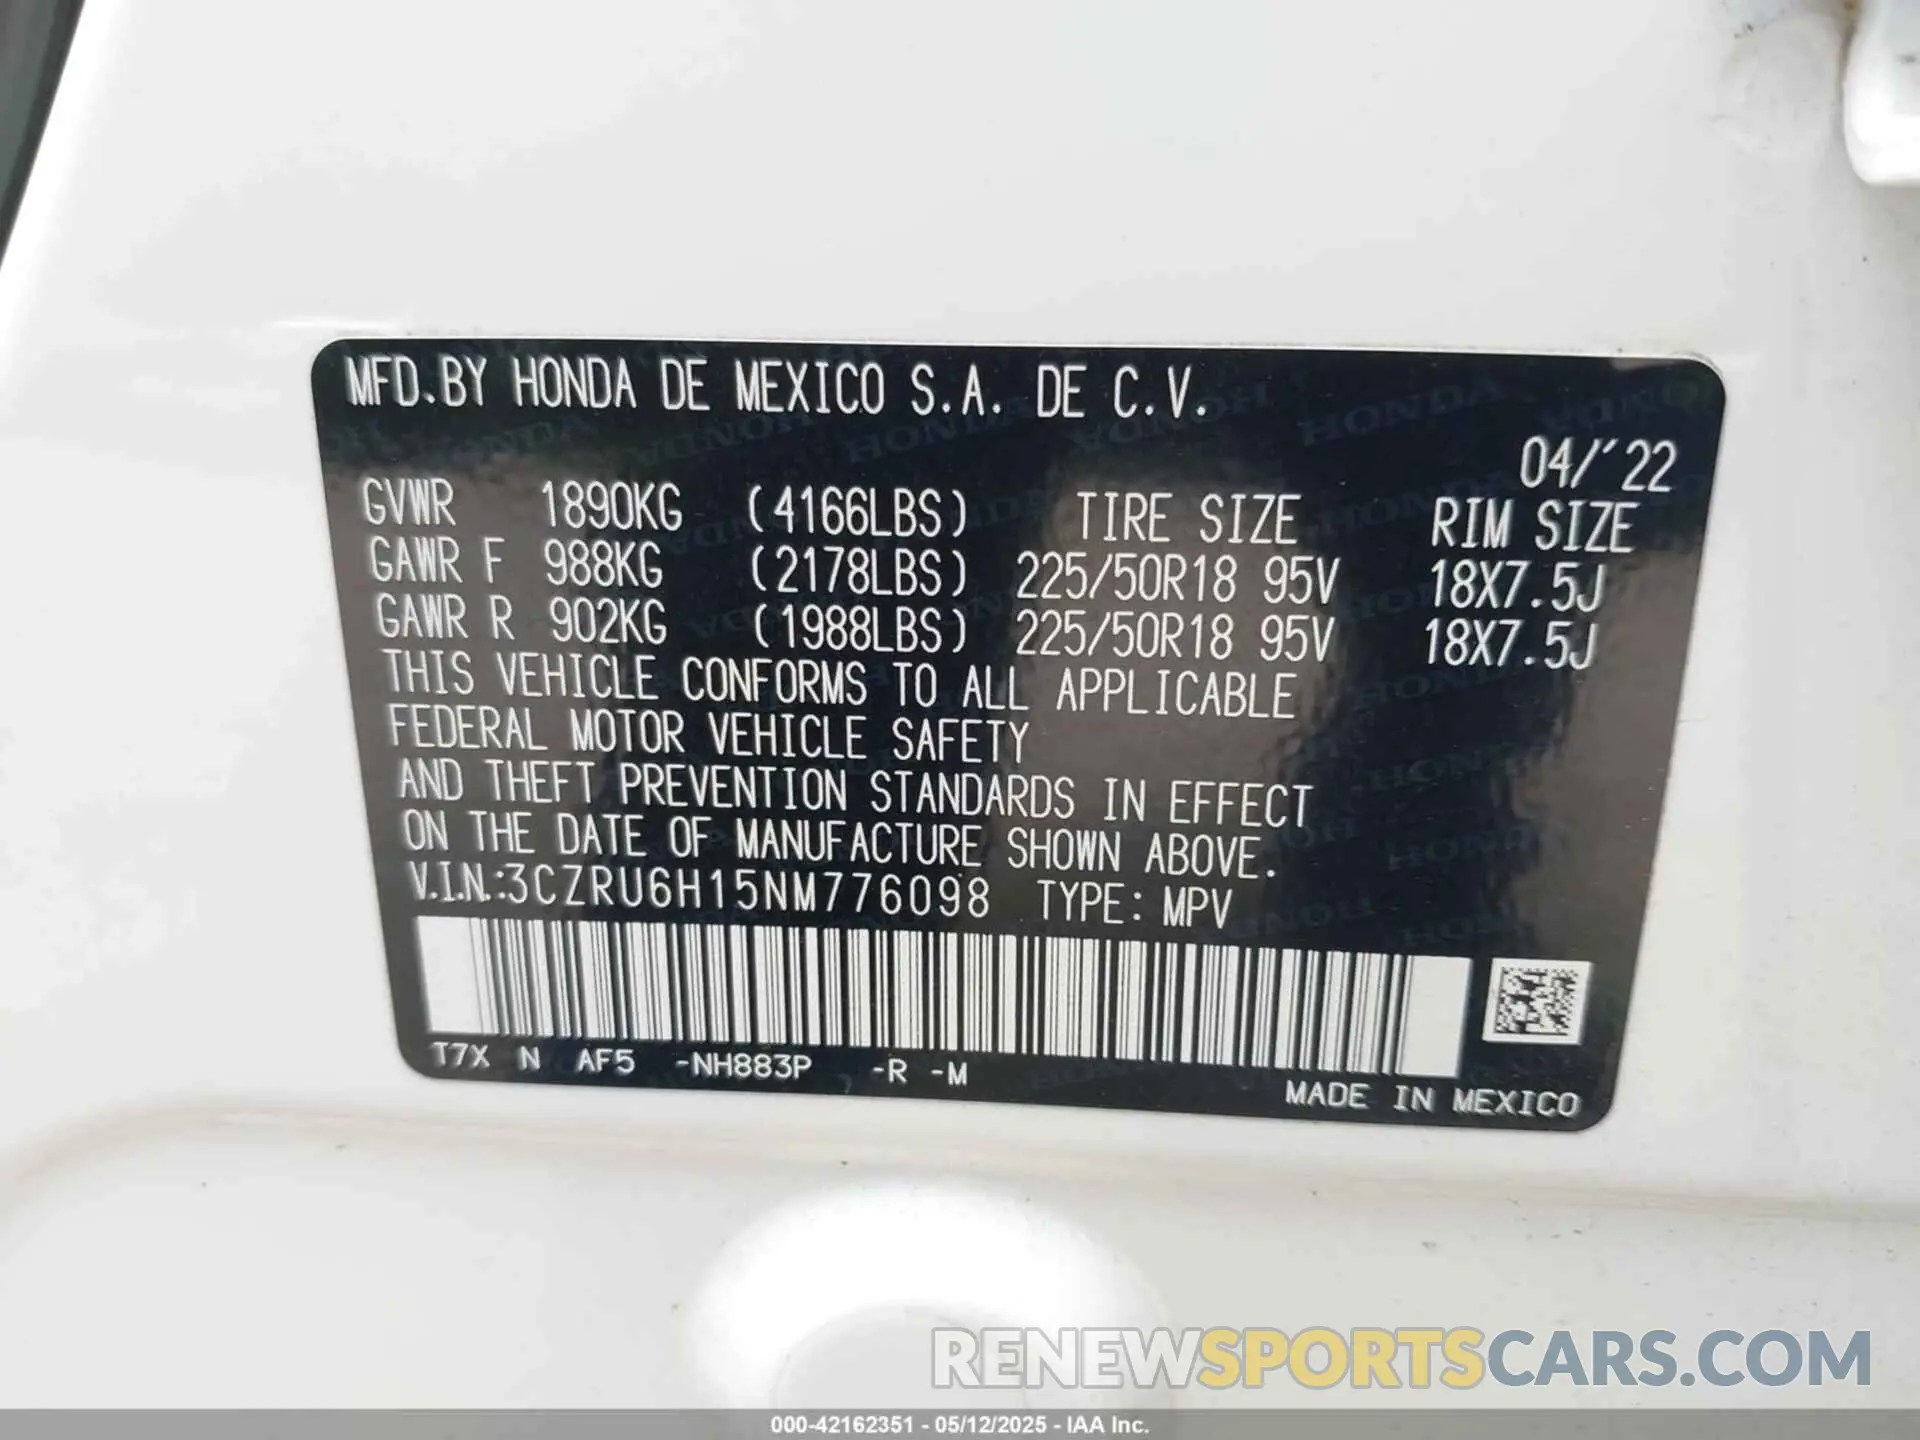 MFD.BY HONDA DE MEXICO S.A. DE C.V.
04/'22
GVWR 1890KG (4166LBS) TIRE SIZE RIM SIZE
GAWR F 988KG (2178LBS) 225/50R18 95V 18X7.5J
GAWR R 902KG (1988LBS) 225/50R18 95V 18X7.5J
THIS VEHICLE CONFORMS TO ALL APPLICABLE
FEDERAL MOTOR VEHICLE SAFETY
AND THEFT PREVENTION STANDARDS IN EFFECT
ON THE DATE OF MANUFACTURE SHOWN ABOVE.
V.I.N.:3CZRU6H15NM776098 TYPE: MPV
T7X N AF5 -NH883P -R -M
MADE IN MEXICO
RENEWSPORTSCARS.COM
000-42162351 - 05/12/2025 - IAA Inc.